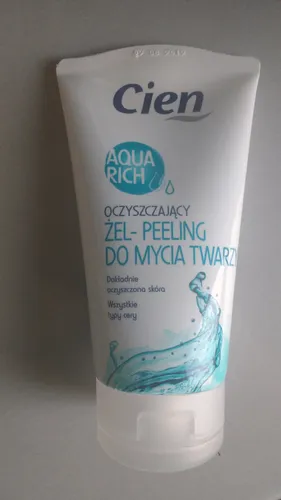 Cien
AQUA
RICH
OCZYSZCZAJĄCY
ŻEL- PEELING
DO MYCIA TWARZY
Dokładnie
oczyszczona skóra
Wszystkie
typy cery